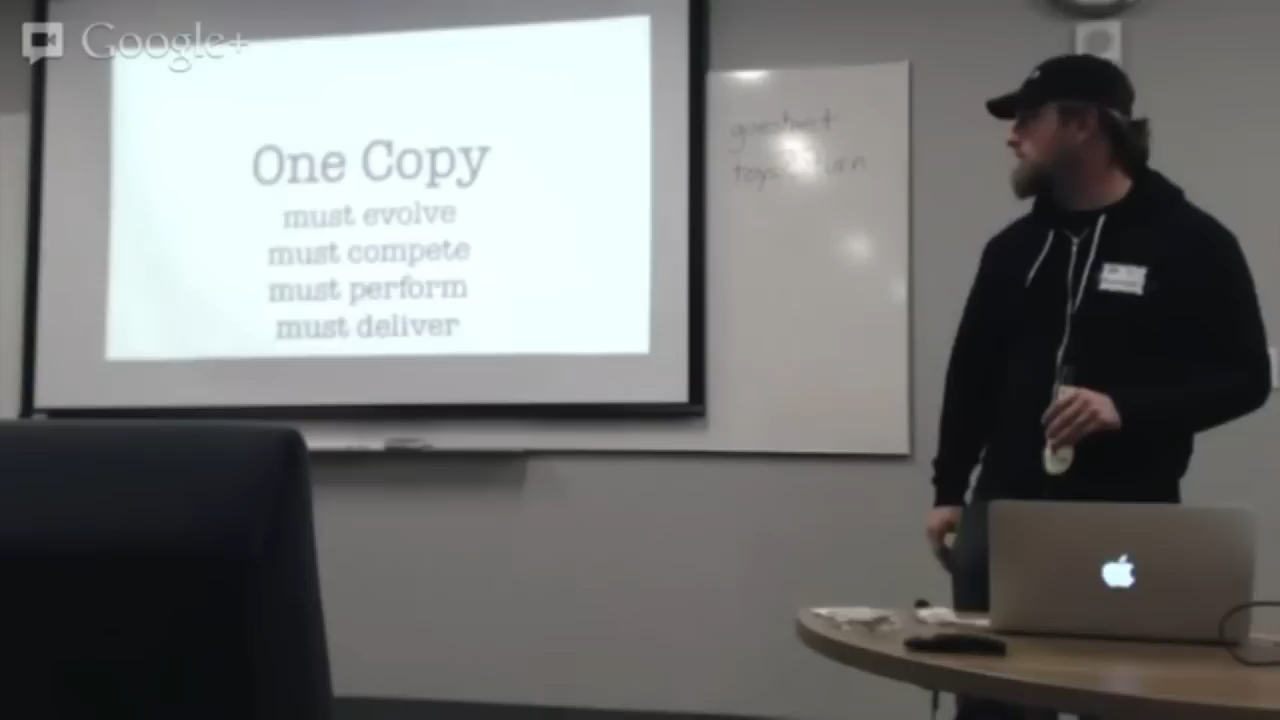 Google+
One Copy
must evolve
must compete
must perform
must deliver